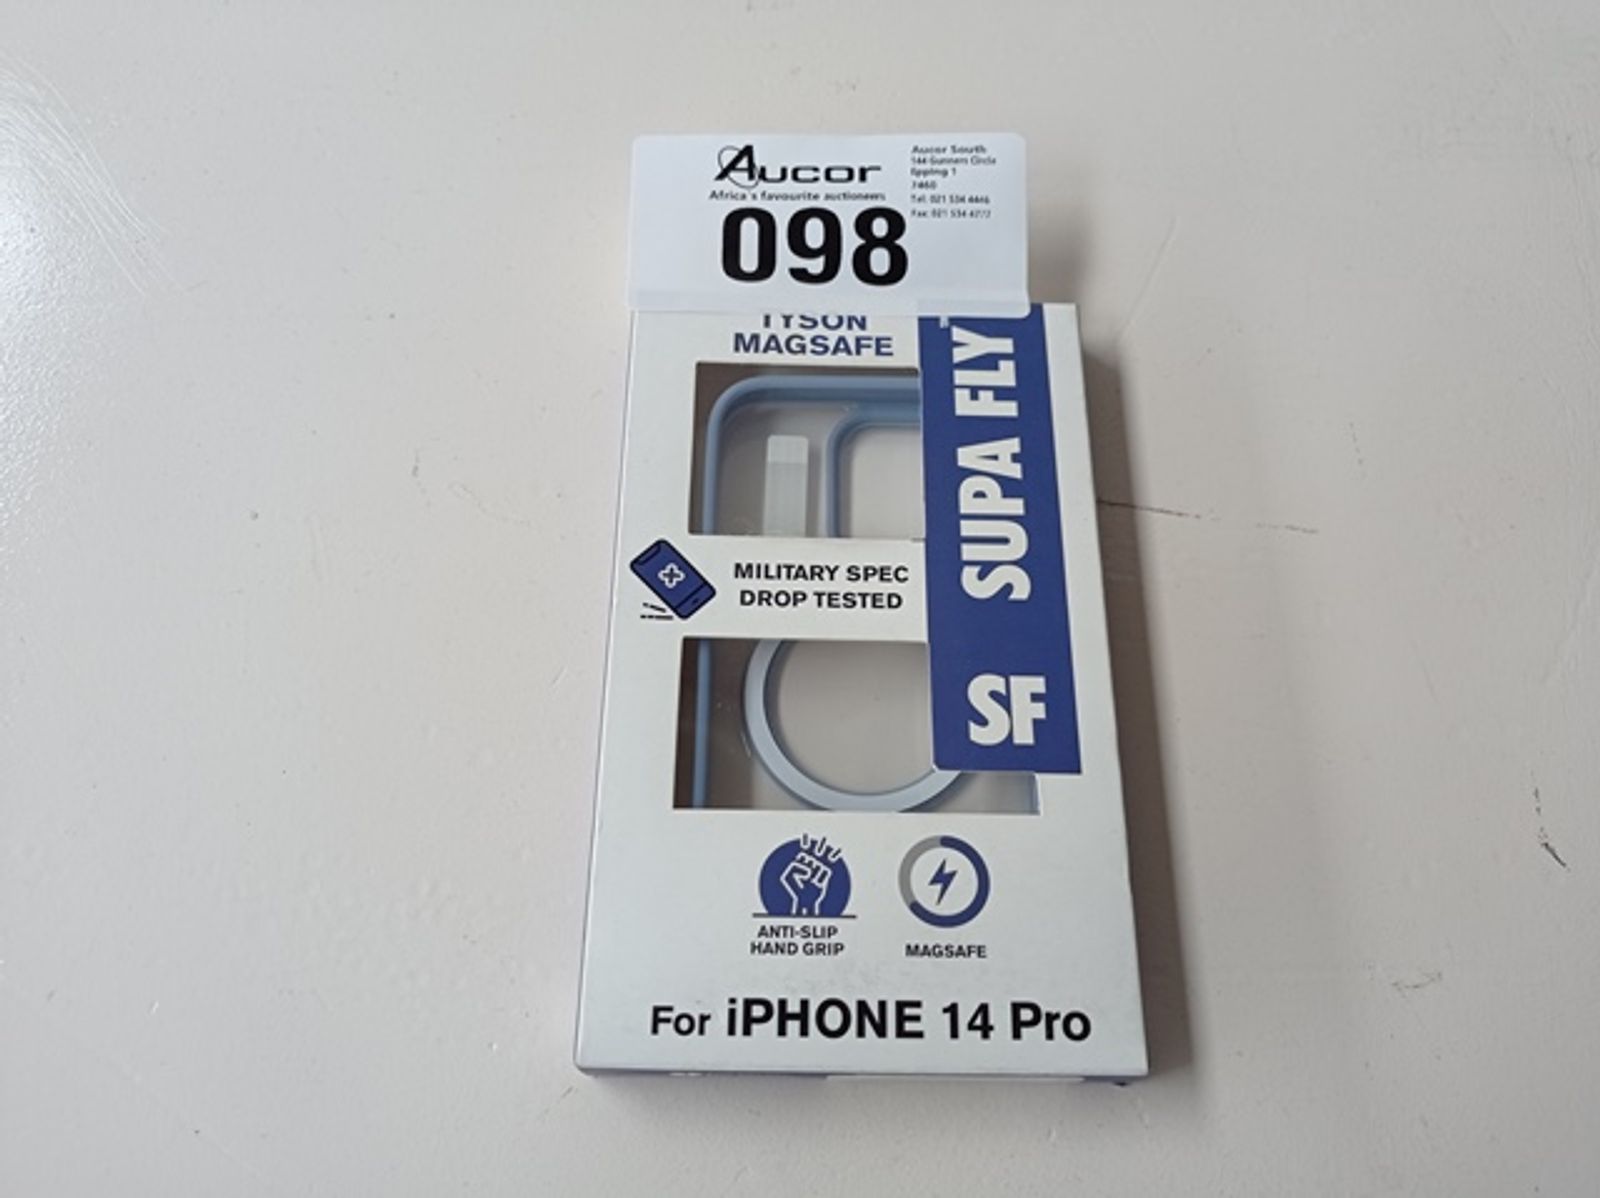 Aucor
Africa's favourite auctioneers
098
Aucor South
144 Gunners Circle
Epping 1
7460
Tel: 021 534 4446
Fax: 021 534 4777
TYSON
MAGSAFE
SUPA FLY
SF
MILITARY SPEC
DROP TESTED
ANTI-SLIP
HAND GRIP
MAGSAFE
For iPHONE 14 Pro